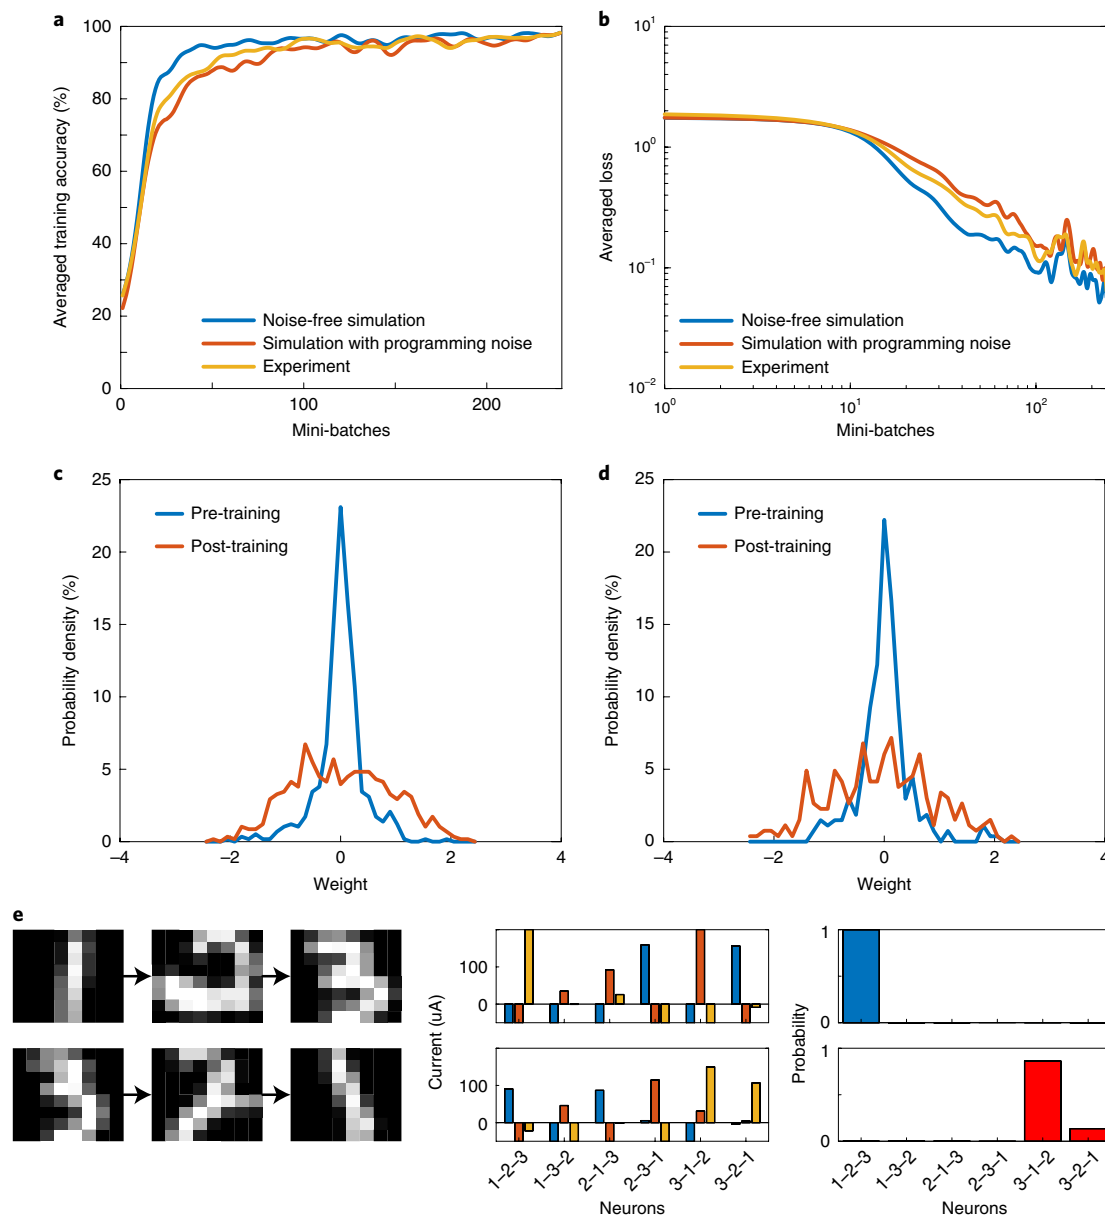 a
100
80
60
40
20
0
Averaged training accuracy (%)
0
100
200
Mini-batches
Noise-free simulation
Simulation with programming noise
Experiment
b
10¹
10⁰
10⁻¹
10⁻²
Averaged loss
10⁰
10¹
10²
Mini-batches
Noise-free simulation
Simulation with programming noise
Experiment
c
25
20
15
10
5
0
Probability density (%)
−4
−2
0
2
4
Weight
Pre-training
Post-training
d
25
20
15
10
5
0
Probability density (%)
−4
−2
0
2
4
Weight
Pre-training
Post-training
e
100
0
100
0
Current (uA)
1–2–3
1–3–2
2–1–3
2–3–1
3–1–2
3–2–1
Neurons
1
0
1
0
Probability
1–2–3
1–3–2
2–1–3
2–3–1
3–1–2
3–2–1
Neurons